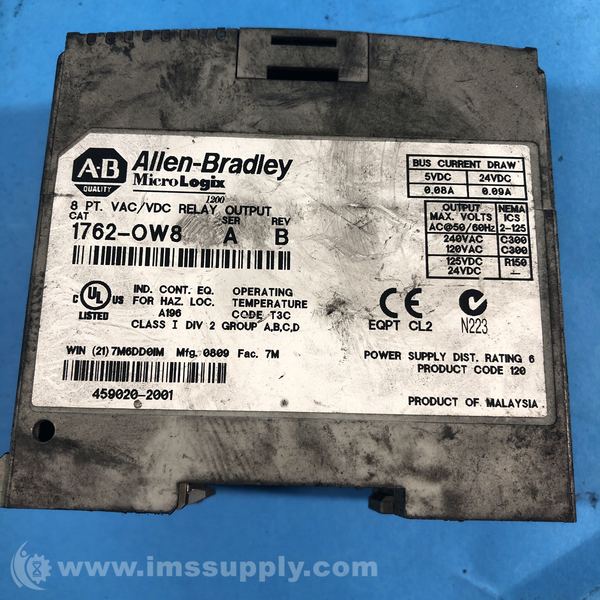 AB
QUALITY
Allen-Bradley
MicroLogix
1200
8 PT. VAC/VDC RELAY OUTPUT
CAT SER REV
1762-OW8 A B
BUS CURRENT DRAW
5VDC 24VDC
0.08A 0.09A
OUTPUT NEMA
MAX. VOLTS ICS
AC@50/60Hz 2-125
240VAC C300
120VAC C300
125VDC R150
24VDC –
C UL US
LISTED
IND. CONT. EQ.
FOR HAZ. LOC.
A196
OPERATING
TEMPERATURE
CODE T3C
CLASS I DIV 2 GROUP A,B,C,D
CE
EQPT CL2
N223
WIN (21) 7M6DD0IM Mfg. 0809 Fac. 7M
459020-2001
POWER SUPPLY DIST. RATING 6
PRODUCT CODE 120
PRODUCT OF MALAYSIA
www.imssupply.com